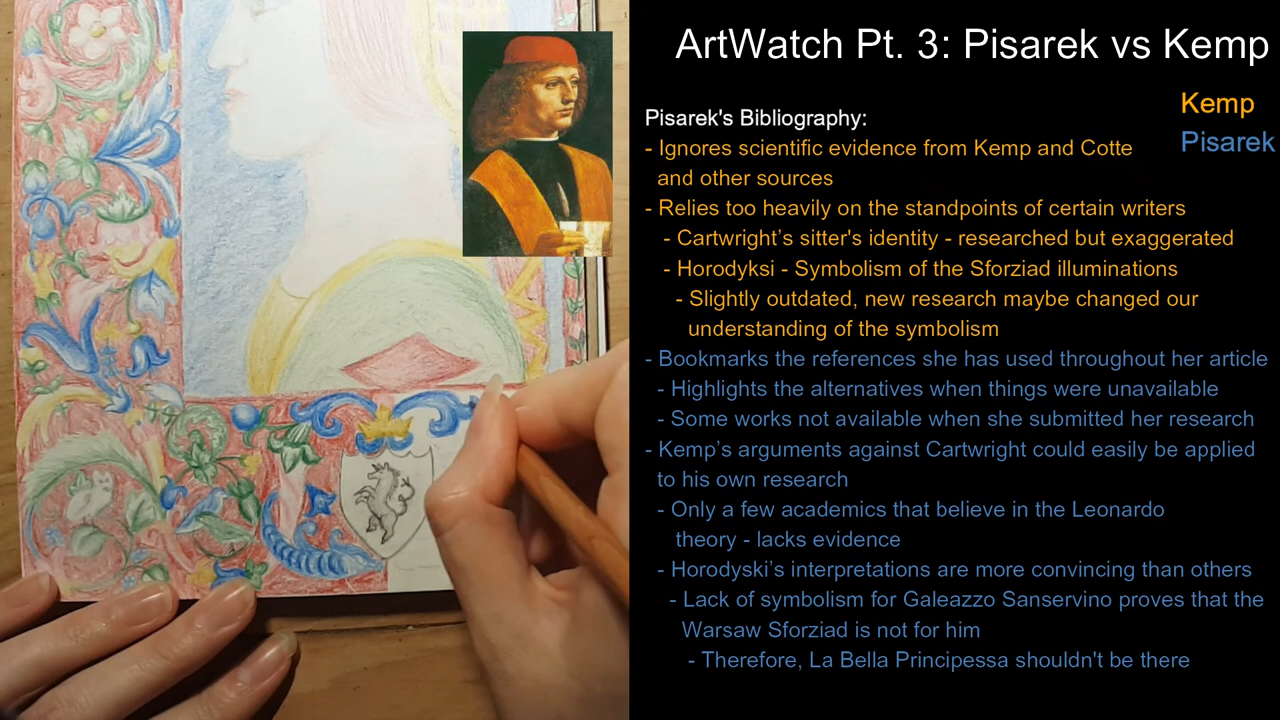 ArtWatch Pt. 3: Pisarek vs Kemp
Kemp
Pisarek
Pisarek's Bibliography:
- Ignores scientific evidence from Kemp and Cotte
and other sources
- Relies too heavily on the standpoints of certain writers
- Cartwright’s sitter's identity - researched but exaggerated
- Horodyksi - Symbolism of the Sforziad illuminations
- Slightly outdated, new research maybe changed our
understanding of the symbolism
- Bookmarks the references she has used throughout her article
- Highlights the alternatives when things were unavailable
- Some works not available when she submitted her research
- Kemp’s arguments against Cartwright could easily be applied
to his own research
- Only a few academics that believe in the Leonardo
theory - lacks evidence
- Horodyski’s interpretations are more convincing than others
- Lack of symbolism for Galeazzo Sanservino proves that the
Warsaw Sforziad is not for him
- Therefore, La Bella Principessa shouldn't be there